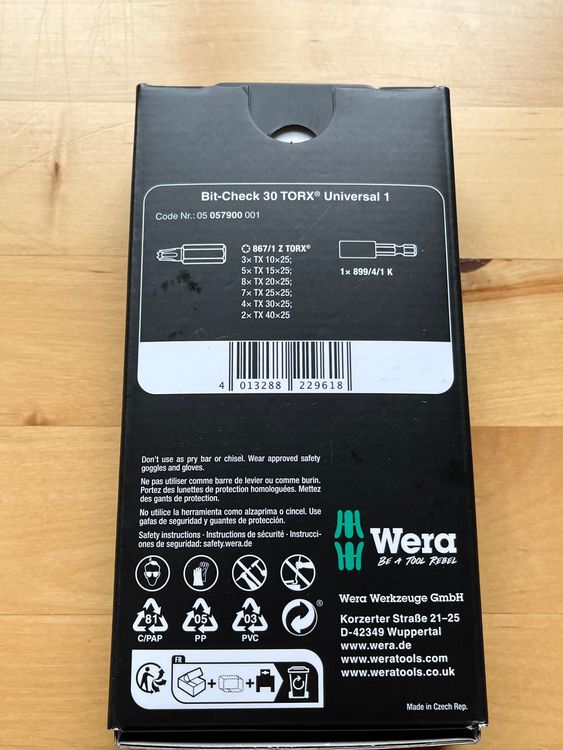 Bit-Check 30 TORX® Universal 1
Code Nr.: 05 057900 001
867/1 Z TORX®
3× TX 10×25;
5× TX 15×25;
8× TX 20×25;
7× TX 25×25;
4× TX 30×25;
2× TX 40×25
1× 899/4/1 K
4 013288 229618
Don't use as pry bar or chisel. Wear approved safety
goggles and gloves.
Ne pas utiliser comme barre de levier ou comme burin.
Portez des lunettes de protection homologuées. Mettez
des gants de protection.
No utilice la herramienta como alzaprima o cincel. Use
gafas de seguridad y guantes de protección.
Safety instructions · Instructions de sécurité · Instrucci-
ones de seguridad: safety.wera.de
Wera
BE A TOOL REBEL
81
C/PAP
05
PP
03
PVC
®
FR
Wera Werkzeuge GmbH
Korzerter Straße 21–25
D-42349 Wuppertal
www.wera.de
www.weratools.com
www.weratools.co.uk
Made in Czech Rep.